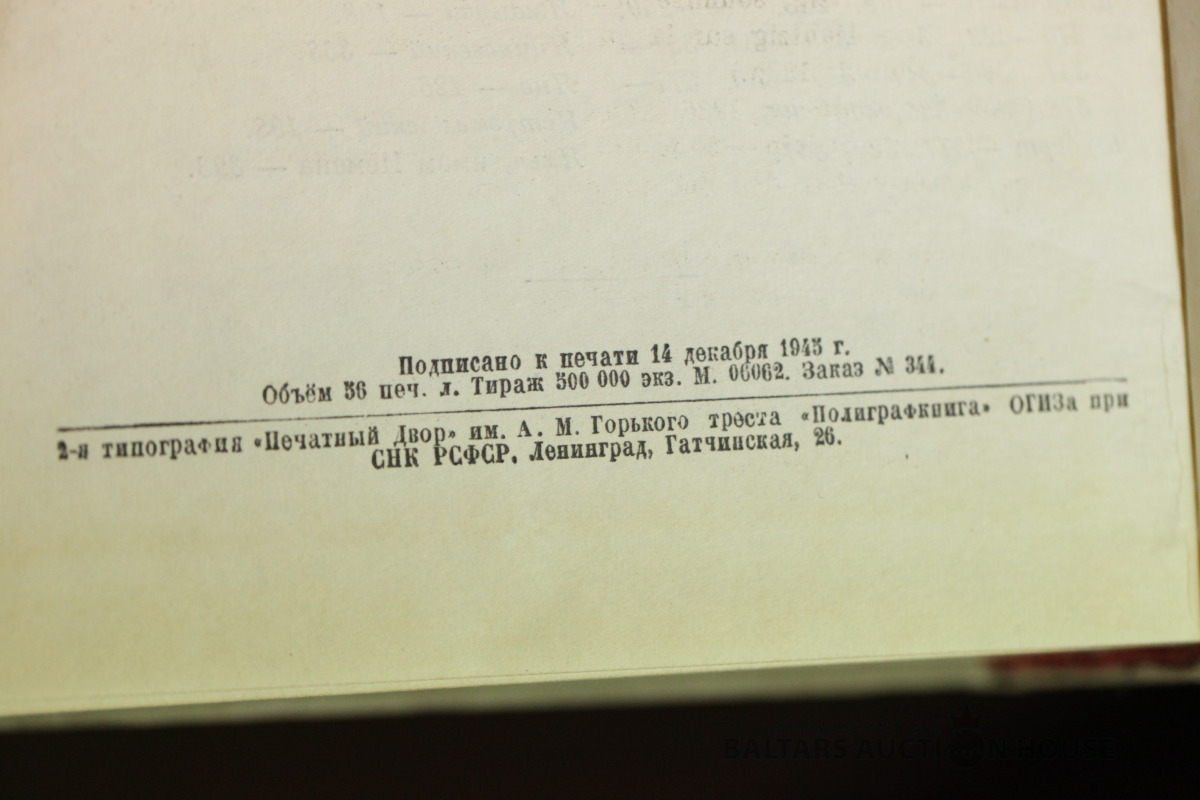 Подписано к печати 14 декабря 1945 г.
Объём 56 печ. л. Тираж 500 000 экз. М. 06062. Заказ № 344.
2-я типография «Печатный Двор» им. А. М. Горького треста «Полиграфкнига» ОГИЗа при
СНК РСФСР. Ленинград, Гатчинская, 26.
BALTARS AUCTION HOUSE